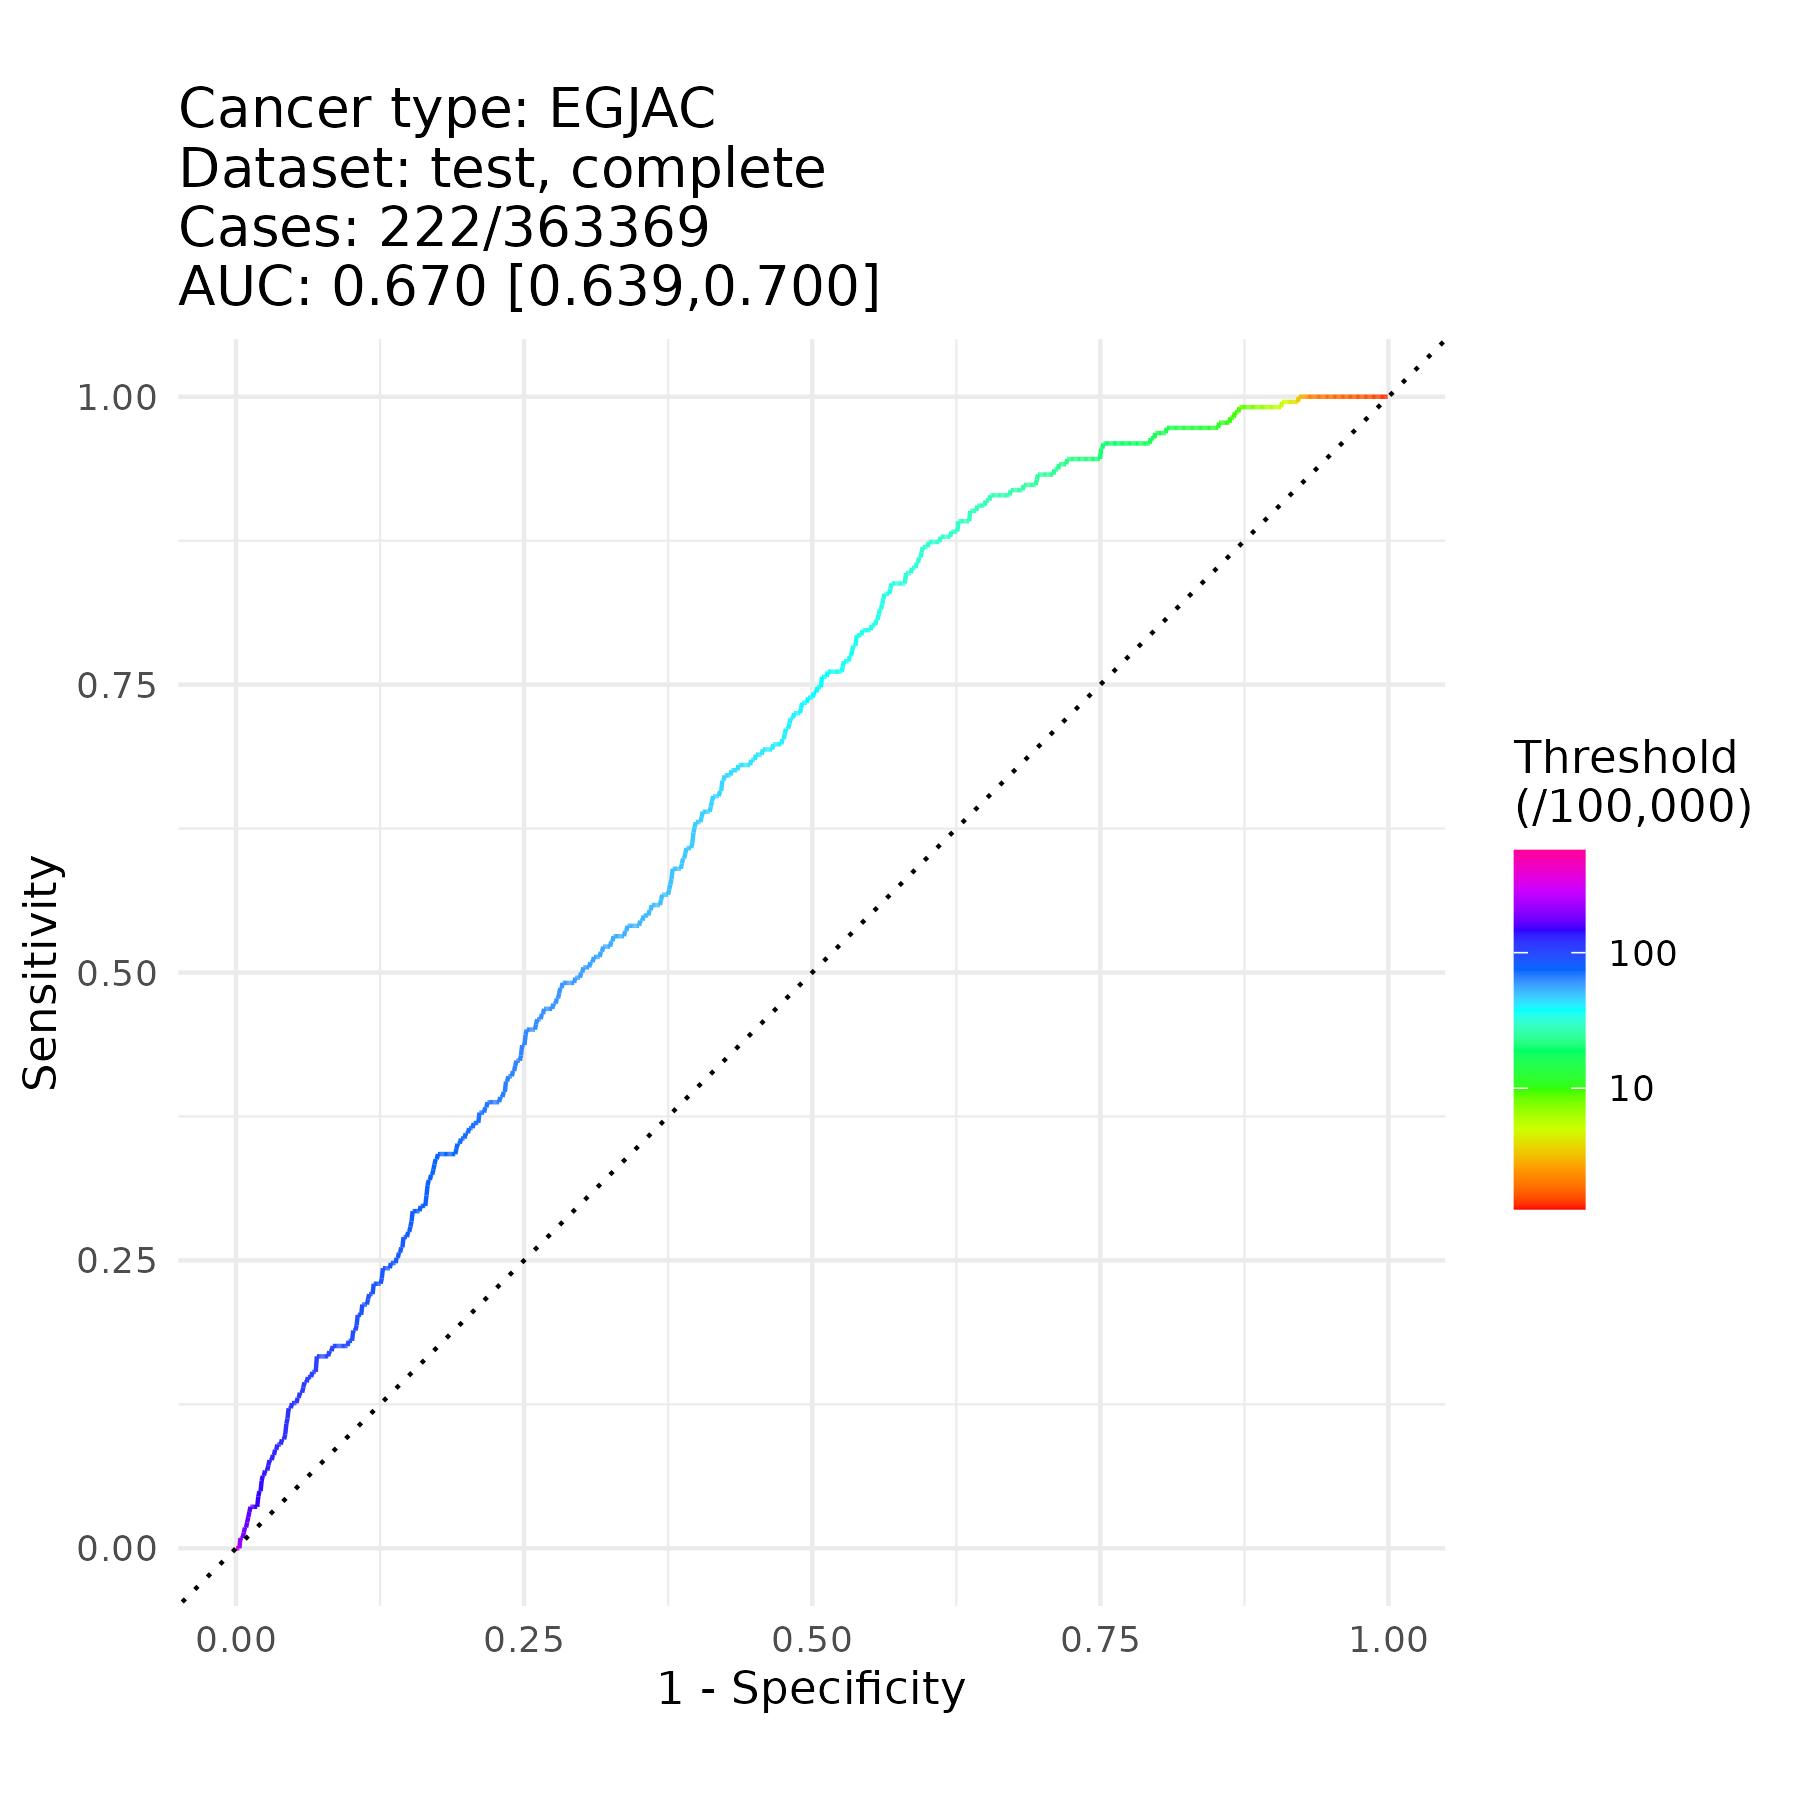 Cancer type: EGJAC
Dataset: test, complete
Cases: 222/363369
AUC: 0.670 [0.639,0.700]
1.00
0.75
0.50
0.25
0.00
Sensitivity
0.00
0.25
0.50
0.75
1.00
1 - Specificity
Threshold
(/100,000)
100
10